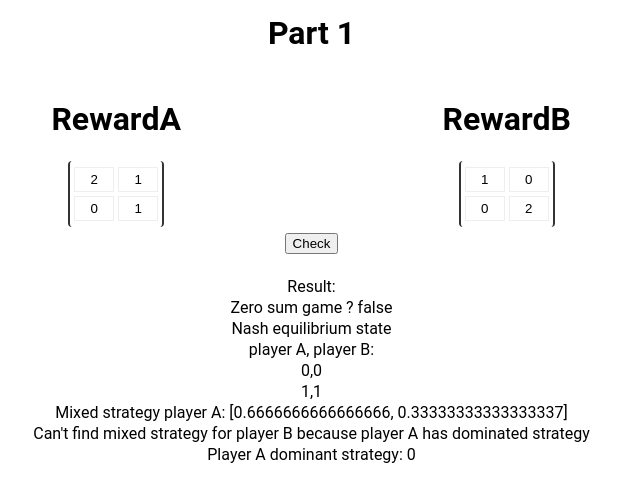 Part 1
RewardA RewardB
2 1 1 0
0 1 0 2
Check
Result:
Zero sum game ? false
Nash equilibrium state
player A, player B:
0,0
1,1
Mixed strategy player A: [0.6666666666666666, 0.33333333333333337]
Can't find mixed strategy for player B because player A has dominated strategy
Player A dominant strategy: 0